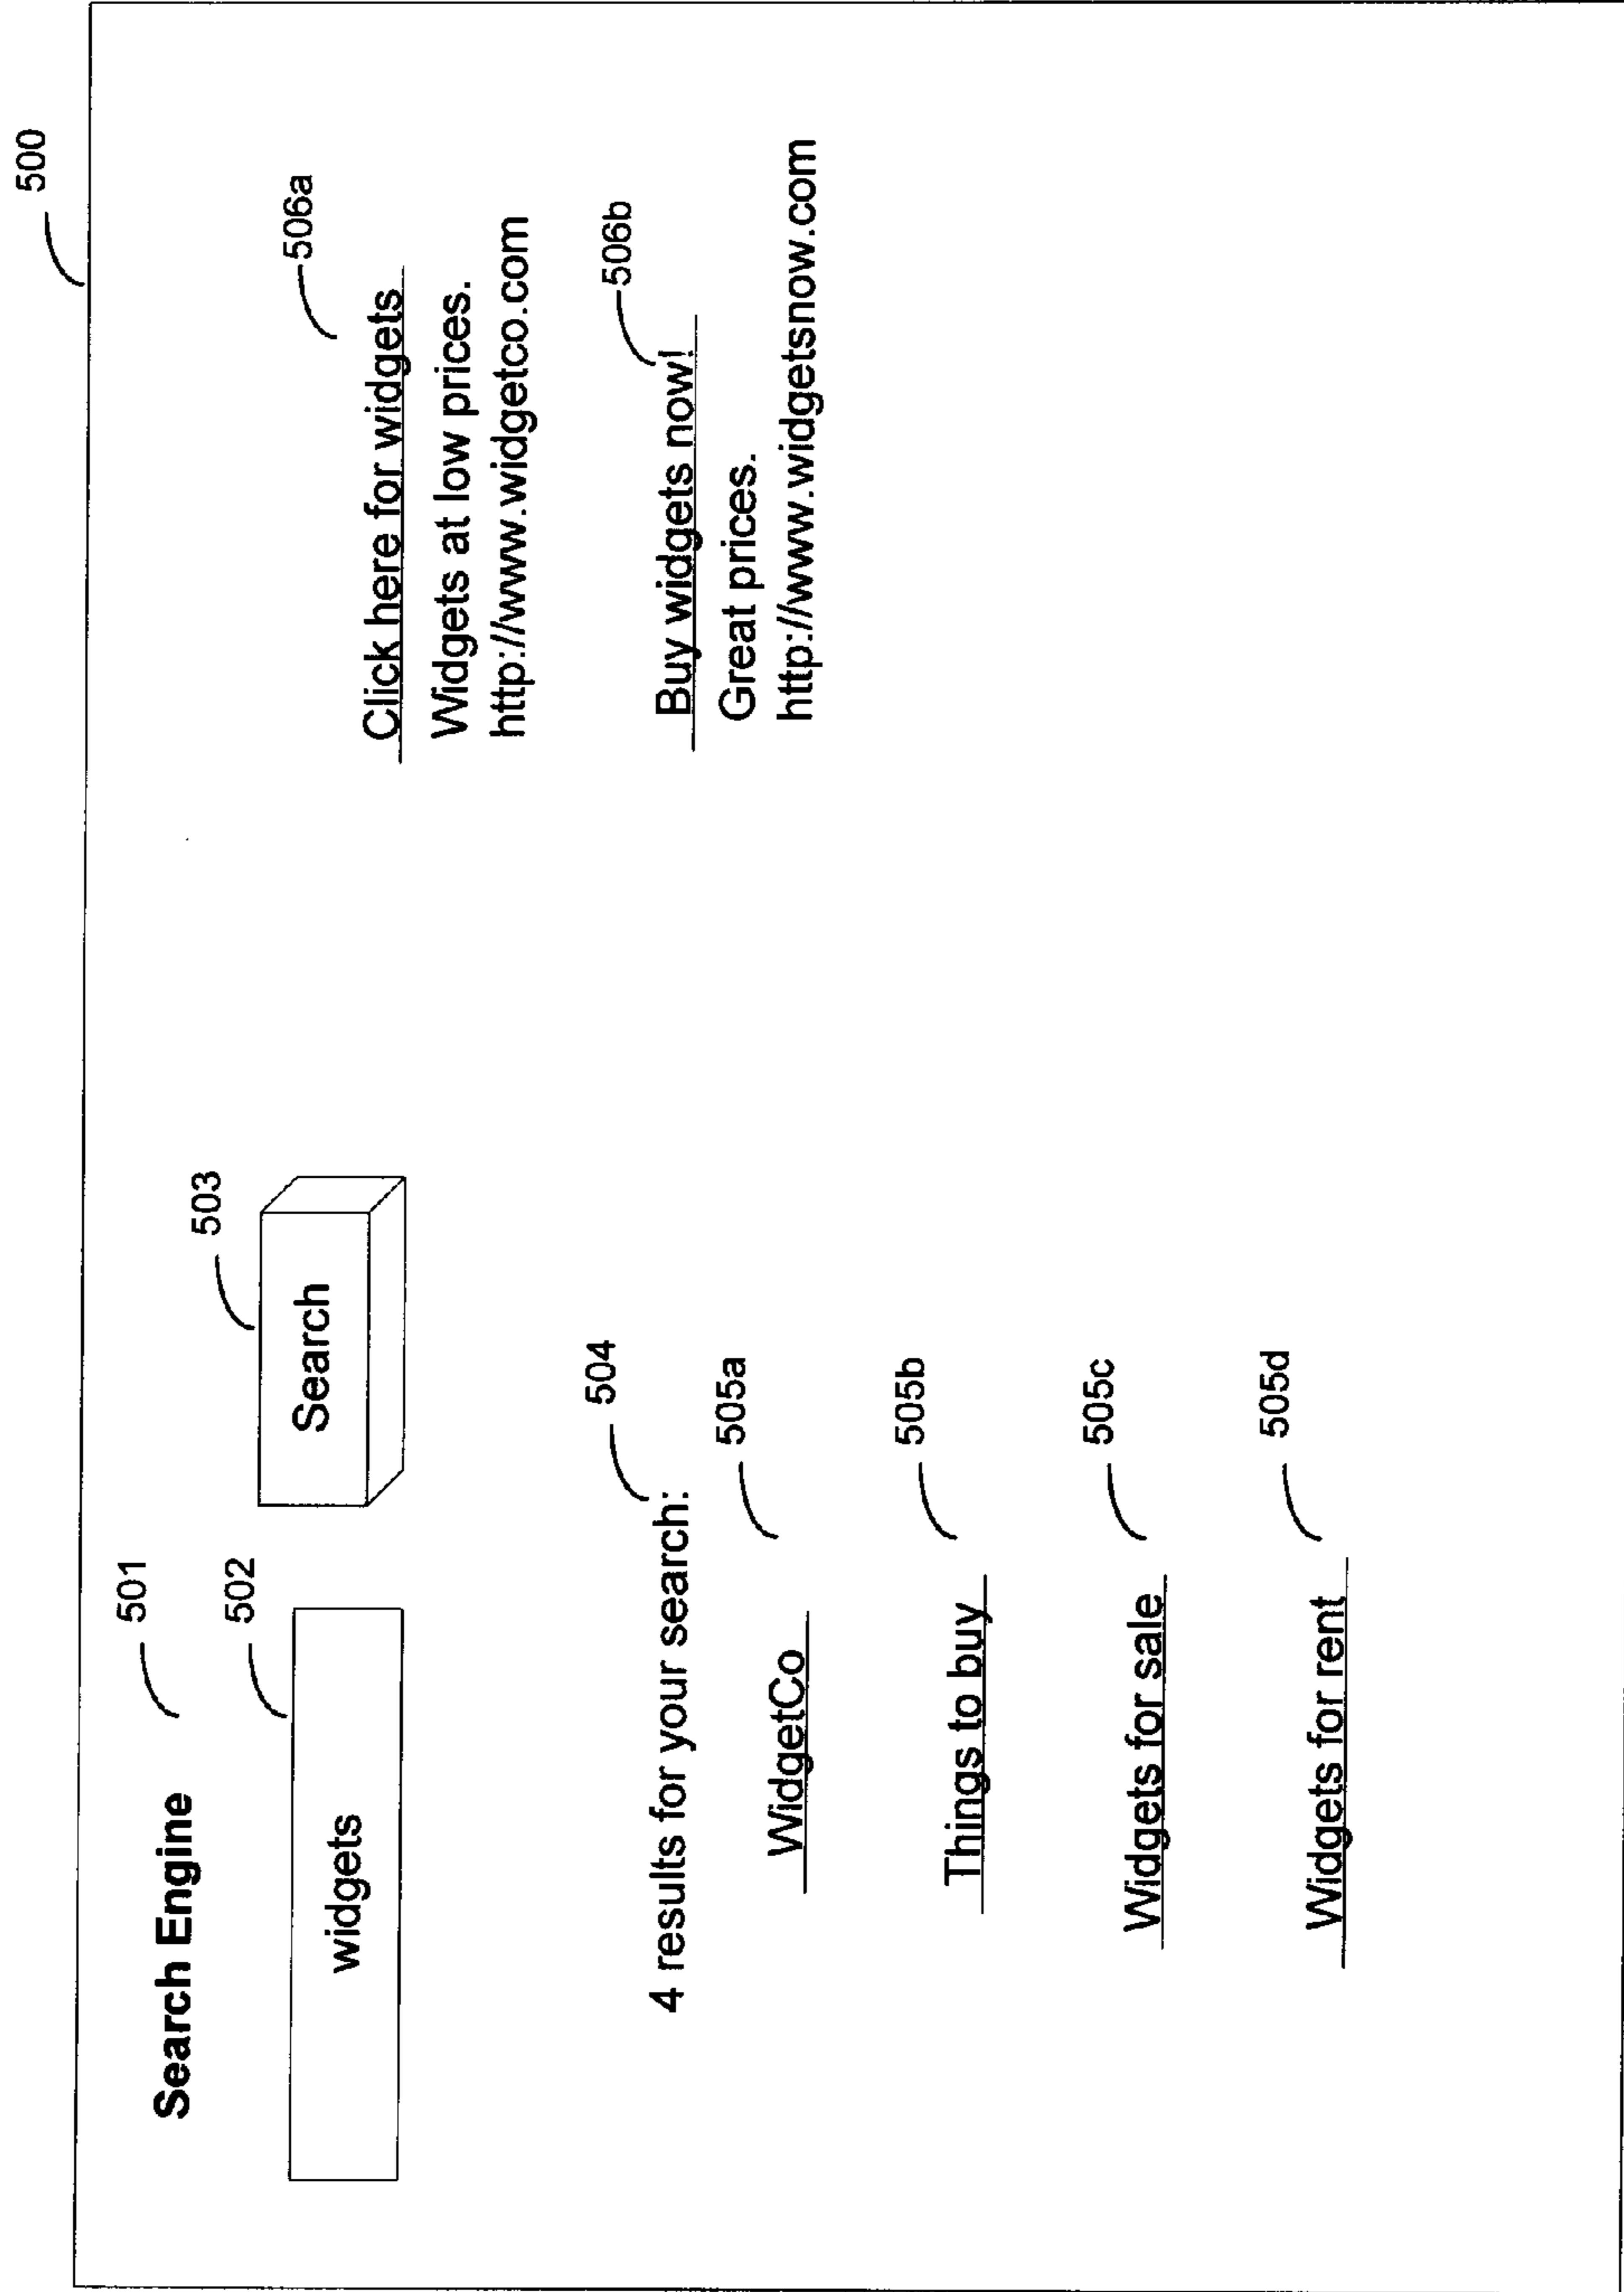 500
Search Engine
501
widgets
502
Search
503
4 results for your search:
504
WidgetCo
505a
Things to buy
505b
Widgets for sale
505c
Widgets for rent
505d
506a
Click here for widgets
Widgets at low prices.
http://www.widgetco.com
506b
Buy widgets now!
Great prices.
http://www.widgetsnow.com